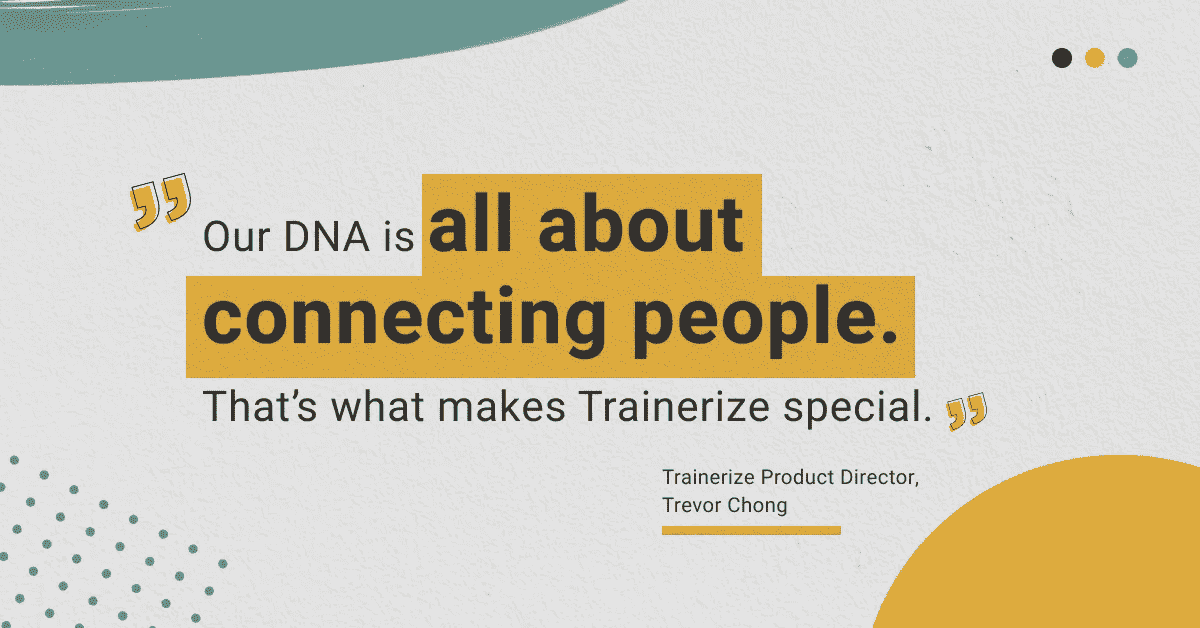 ”
Our DNA is all about
connecting people.
That’s what makes Trainerize special. ”
Trainerize Product Director,
Trevor Chong